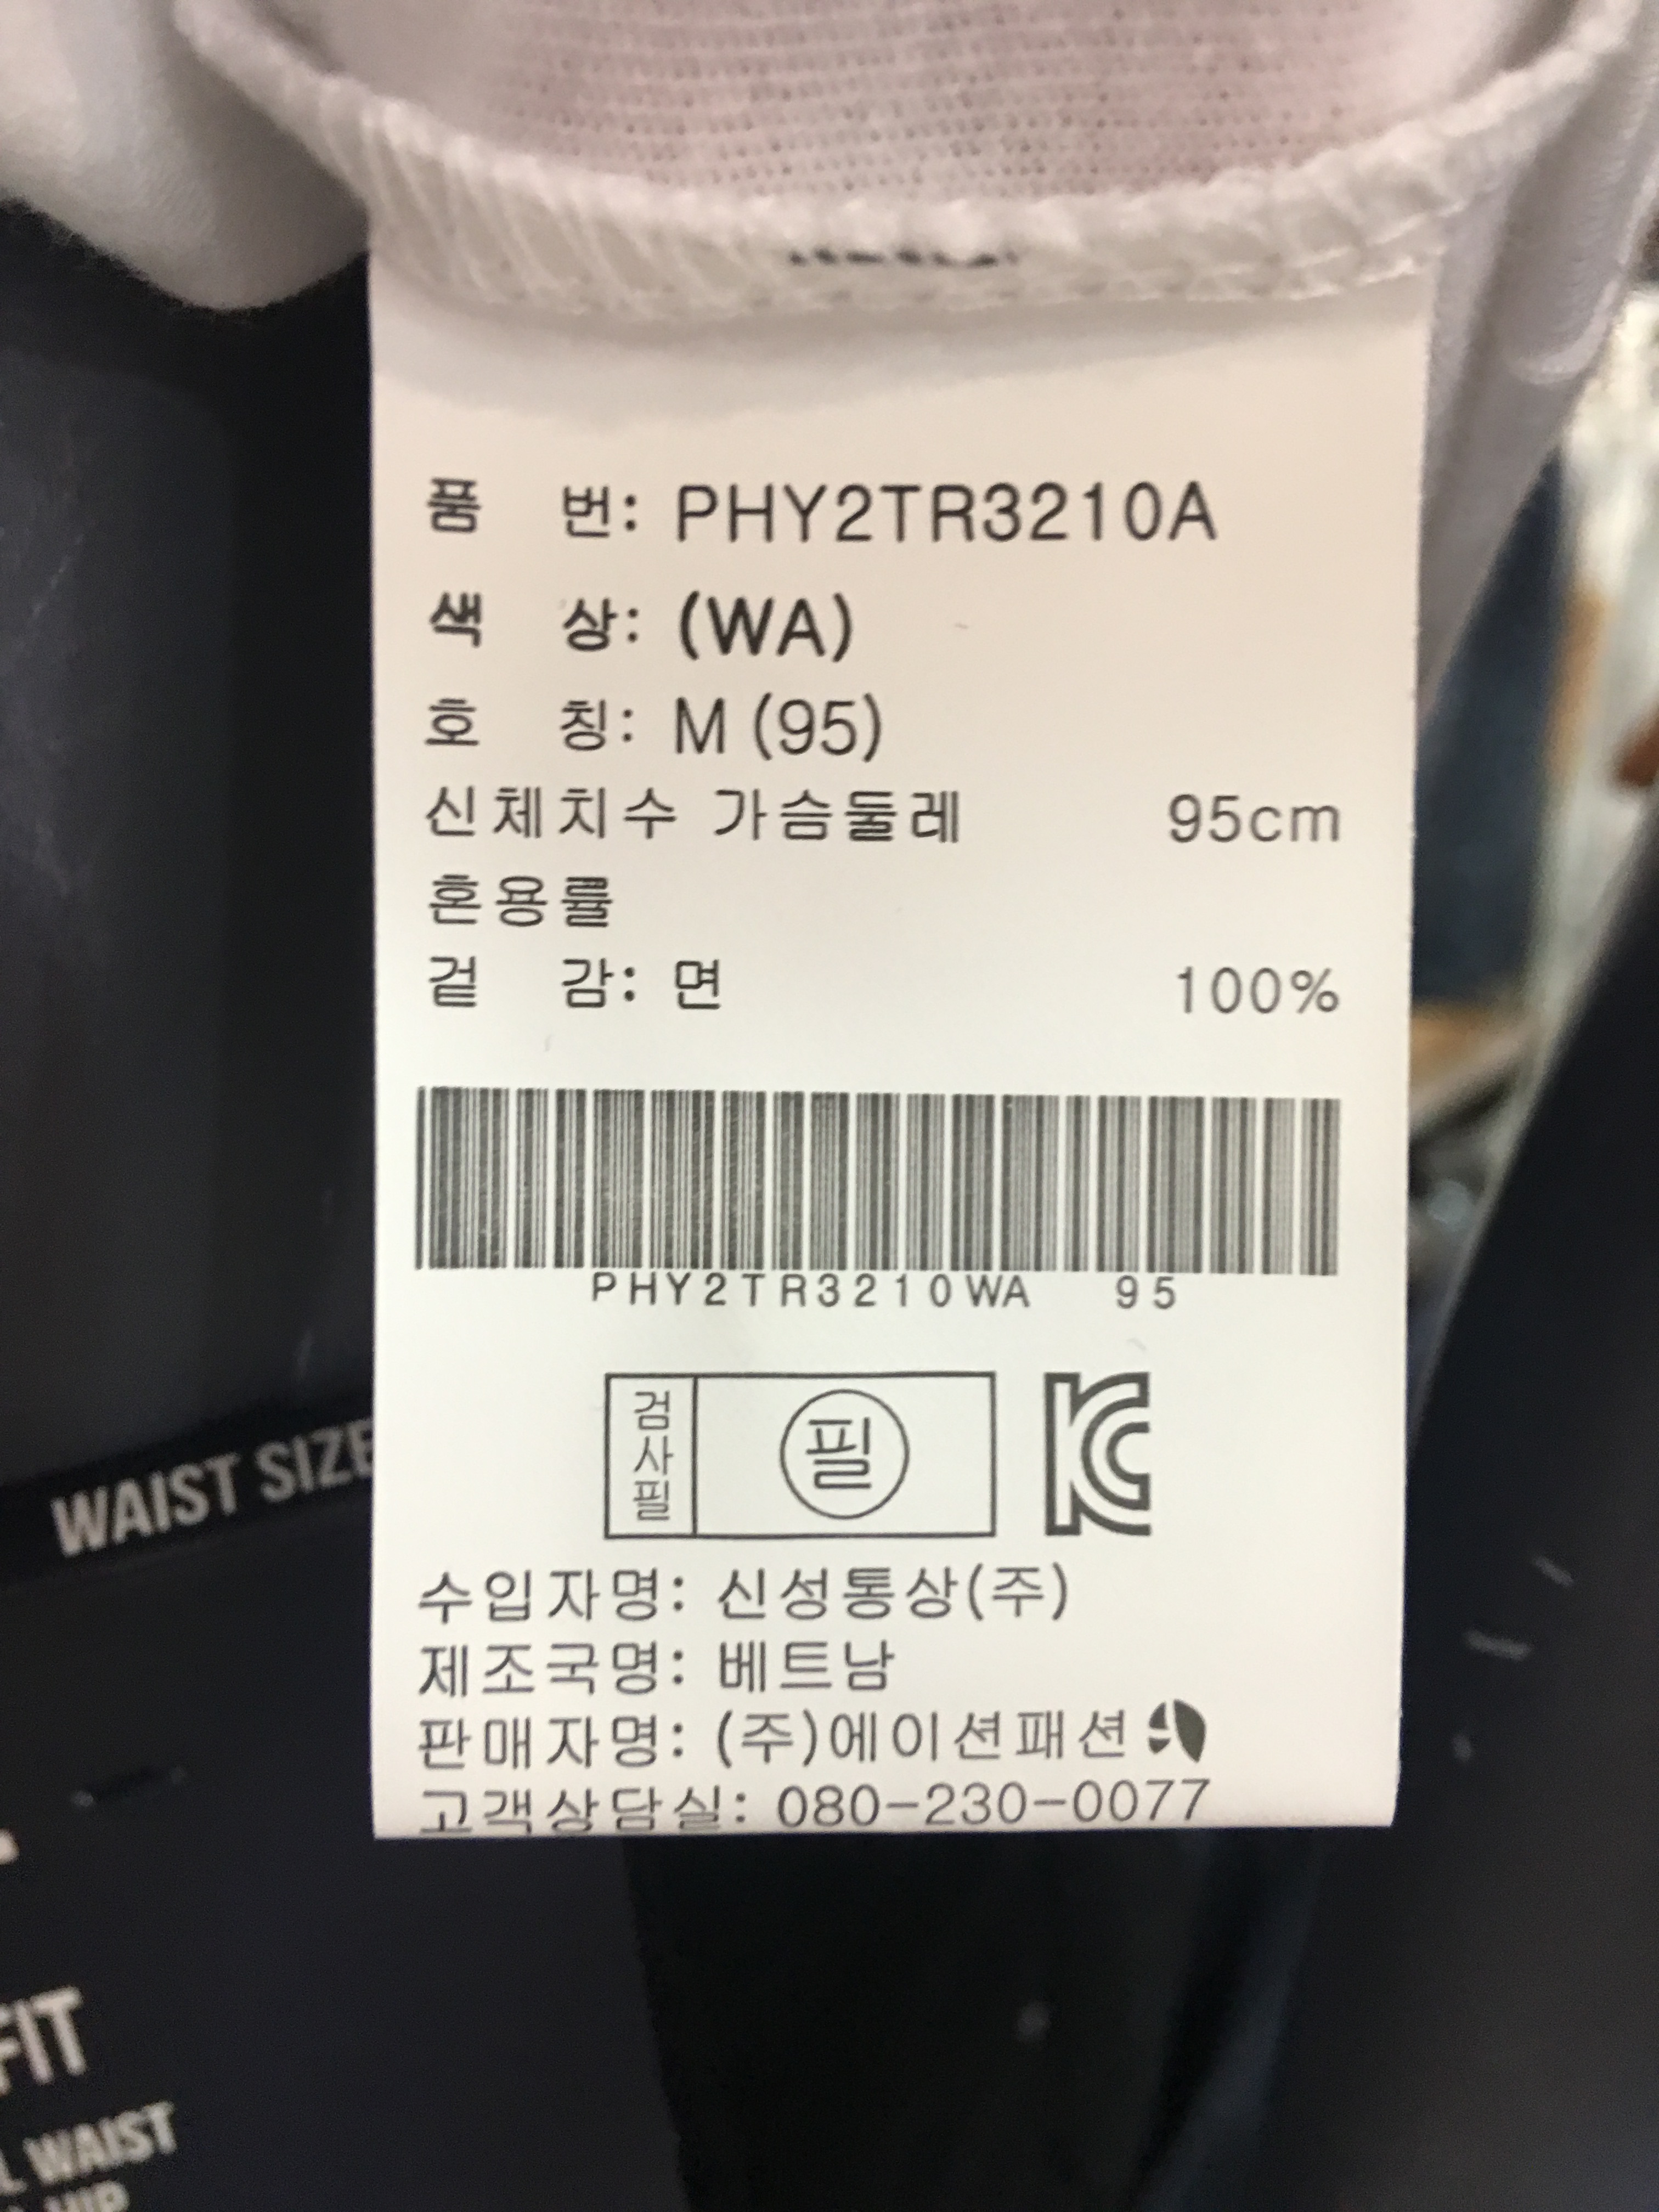 품 번: PHY2TR3210A
색 상: (WA)
호 칭: M (95)
신체치수 가슴둘레 95cm
혼용률
겉 감: 면 100%
PHY2TR3210WA 95
검사필 필
KC
수입자명: 신성통상(주)
제조국명: 베트남
판매자명: (주)에이션패션
고객상담실: 080-230-0077
WAIST SIZE
FIT
WAIST
HIP